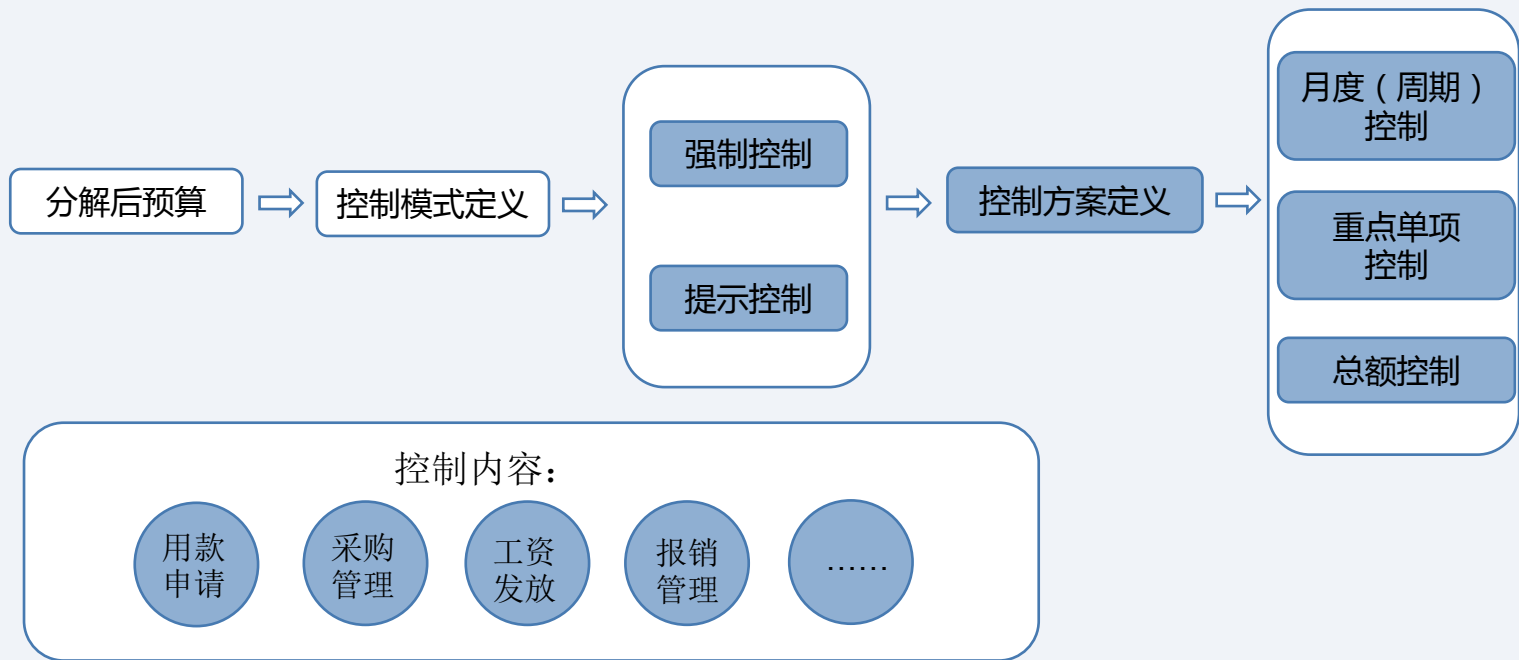 分解后预算
控制模式定义
强制控制
提示控制
控制方案定义
月度（周期）
控制
重点单项
控制
总额控制
控制内容：
用款
申请
采购
管理
工资
发放
报销
管理
……